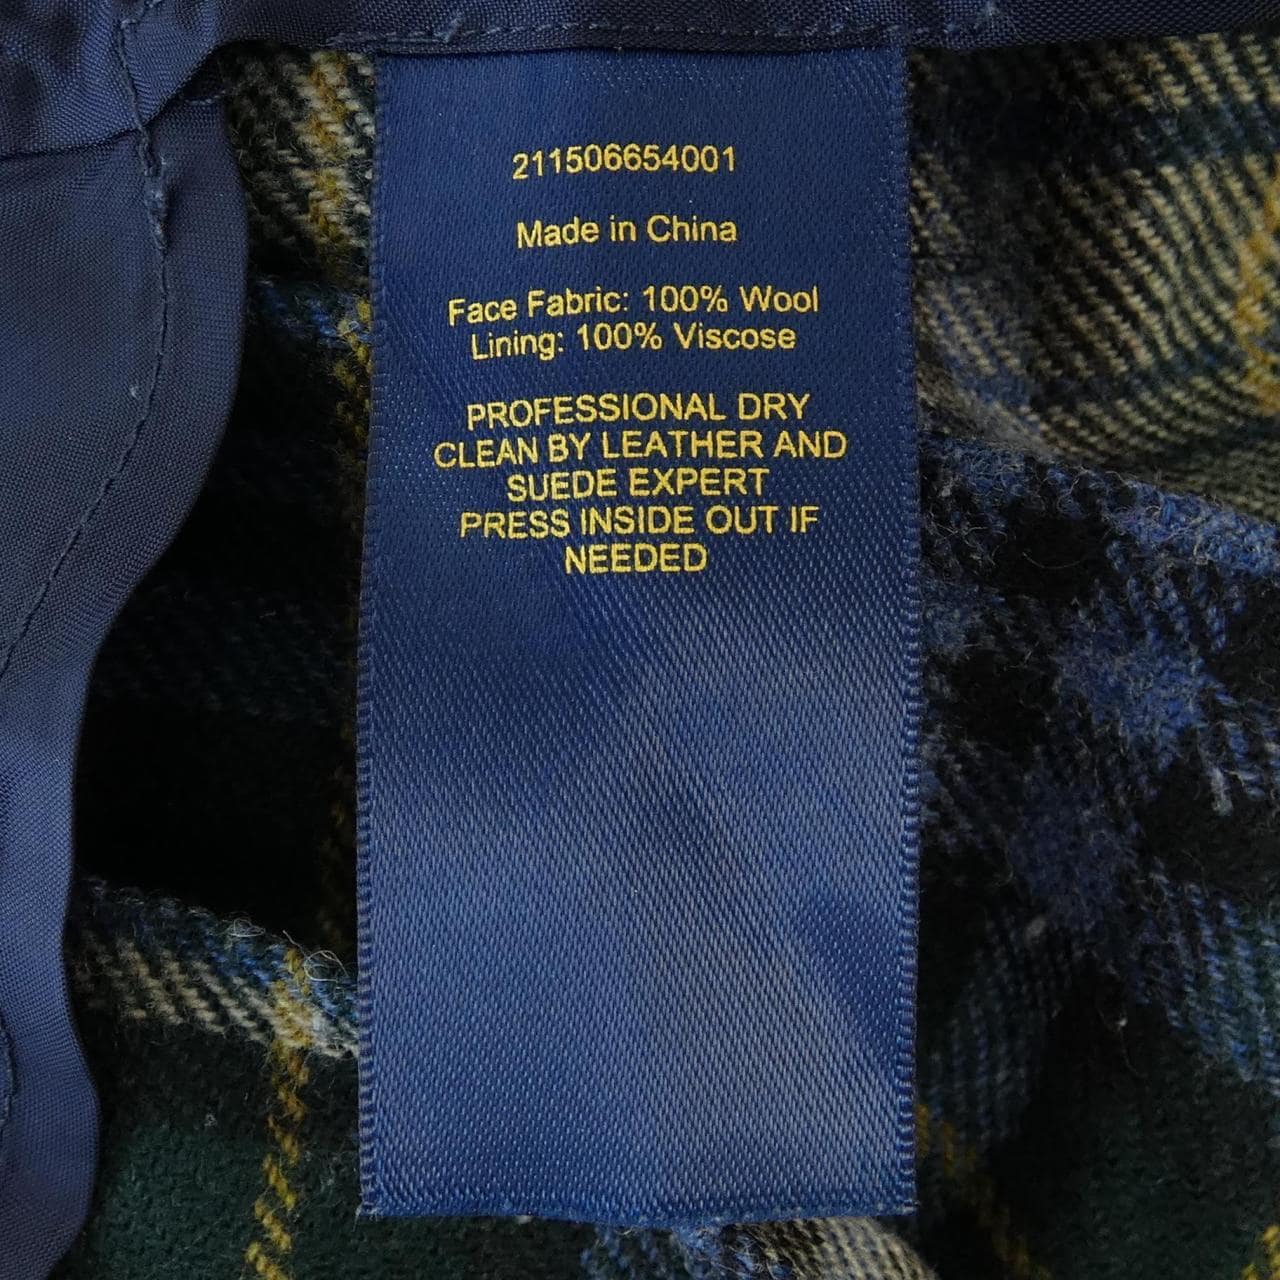 211506654001
Made in China
Face Fabric: 100% Wool
Lining: 100% Viscose
PROFESSIONAL DRY
CLEAN BY LEATHER AND
SUEDE EXPERT
PRESS INSIDE OUT IF
NEEDED